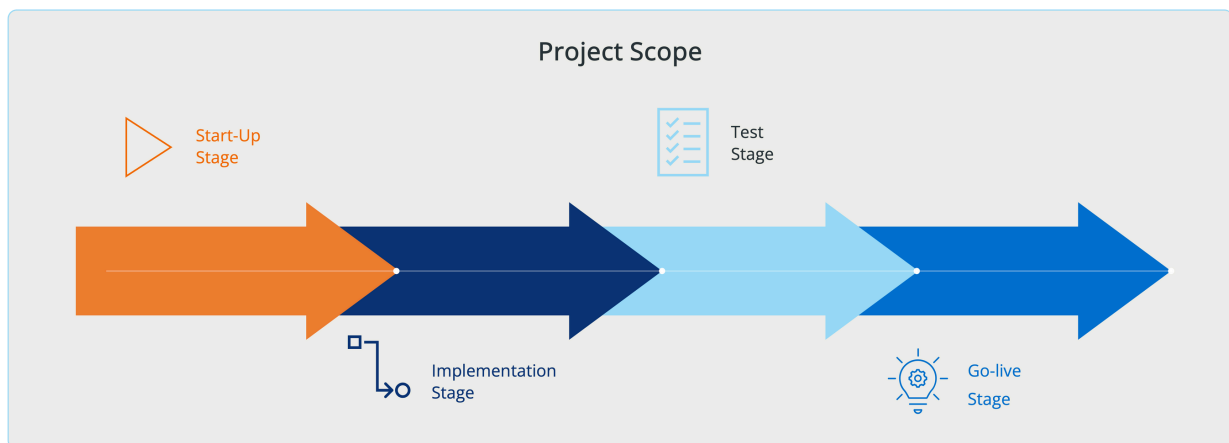 Project Scope
Start-Up
Stage
Test
Stage
Implementation
Stage
Go-live
Stage